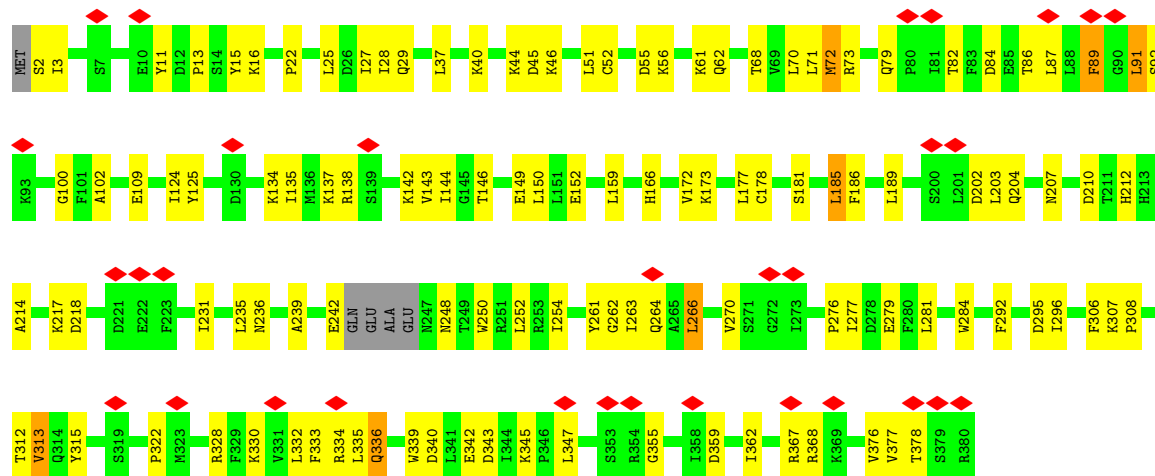 MET S2 I3 S7 E10 Y11 D12 P13 S14 Y15 K16 P22 L25 D26 I27 I28 Q29 L37 K40 K44 D45 K46 L51 C52 D55 K56 K61 Q62 T68 V69 L70 L71 M72 R73 Q79 P80 I81 T82 F83 D84 E85 T86 L87 L88 F89 G90 L91 S92
K93 G100 F101 A102 E109 I124 Y125 D130 K134 I135 M136 K137 R138 S139 K142 V143 I144 G145 T146 E149 L150 L151 E152 L159 H166 V172 K173 L177 C178 S181 L185 F186 L189 S200 L201 D202 L203 Q204 N207 D210 T211 H212 H213
A214 K217 D218 D221 E222 F223 I231 L235 N236 A239 E242 GLN GLU ALA GLU N247 N248 T249 W250 R251 L252 R253 I254 Y261 G262 I263 Q264 A265 L266 V270 S271 G272 I273 P276 I277 D278 E279 F280 L281 W284 F292 D295 I296 F306 K307 P308
T312 V313 Q314 Y315 S319 P322 M323 R328 F329 K330 V331 L332 F333 R334 L335 Q336 W339 D340 L341 E342 D343 I344 K345 P346 L347 S353 R354 G355 I358 D359 I362 R367 R368 K369 V376 V377 T378 S379 R380